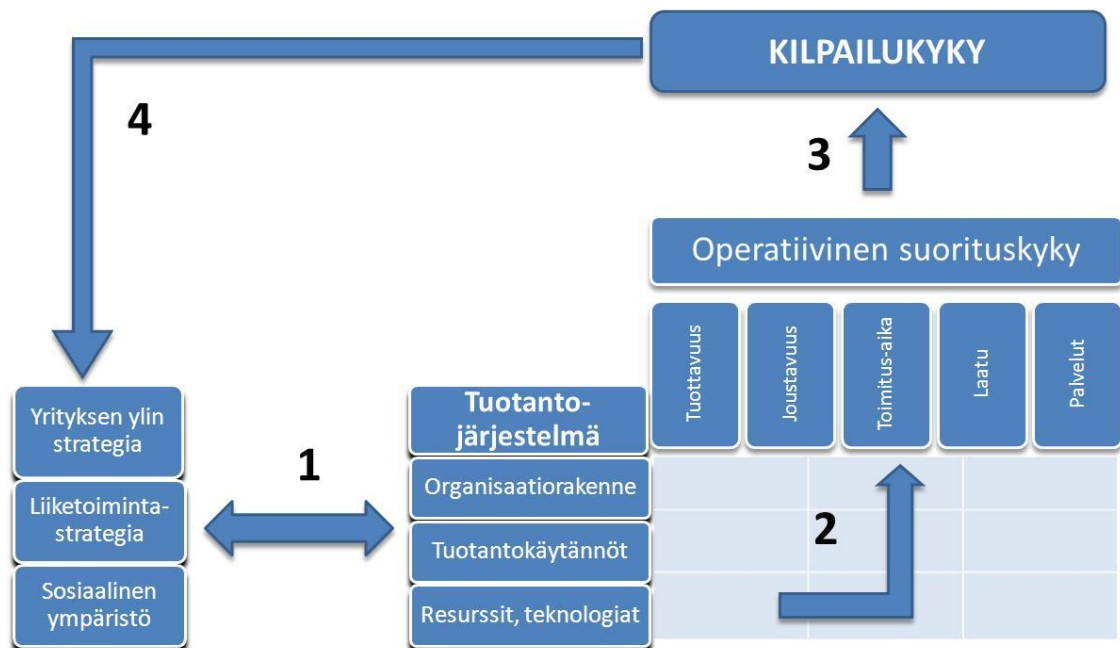 KILPAILUKYKY
4
3
Operatiivinen suorituskyky
Tuottavuus
Joustavuus
Toimitus-aika
Laatu
Palvelut
Yrityksen ylin
strategia
Liiketoiminta-
strategia
Sosiaalinen
ympäristö
1
Tuotanto-
järjestelmä
Organisaatiorakenne
Tuotantokäytännöt
Resurssit, teknologiat
2